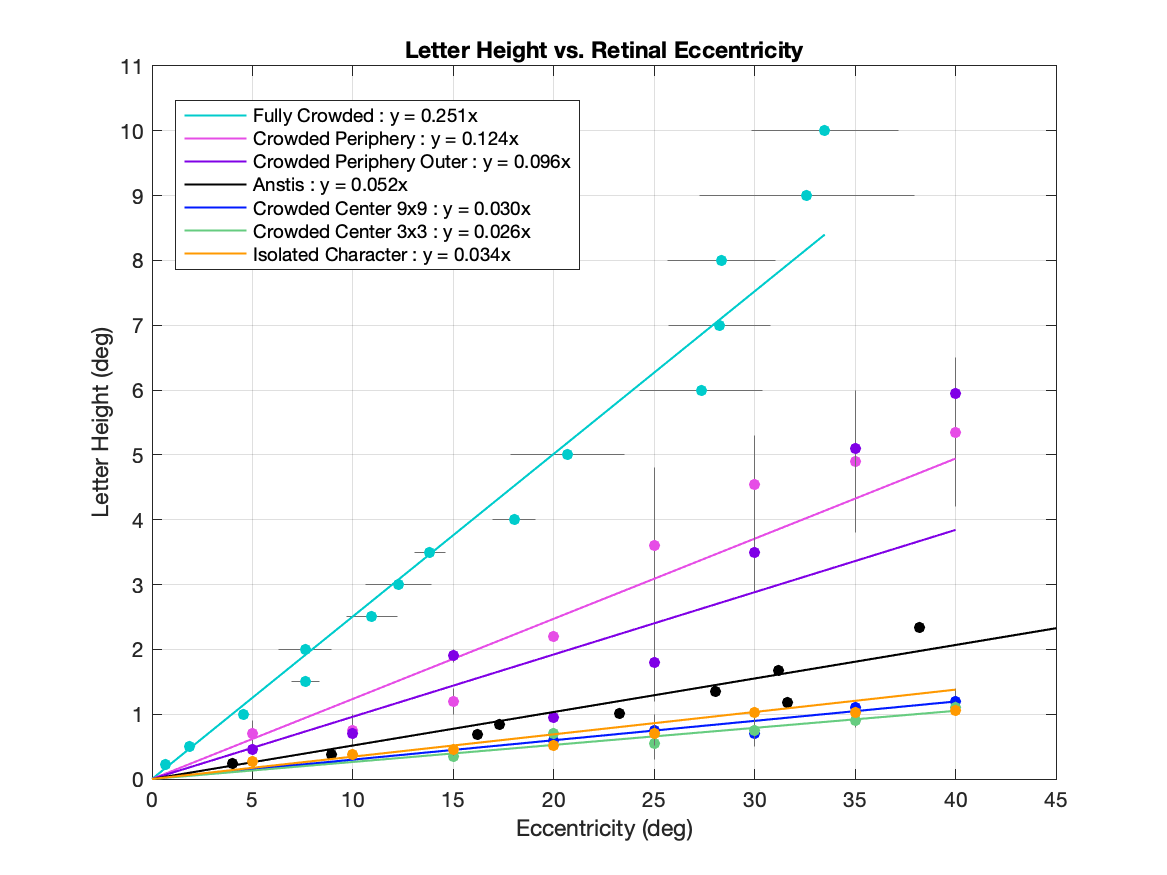 Letter Height vs. Retinal Eccentricity
11
10
9
8
7
6
5
4
3
2
1
0
Letter Height (deg)
Fully Crowded : y = 0.251x
Crowded Periphery : y = 0.124x
Crowded Periphery Outer : y = 0.096x
Anstis : y = 0.052x
Crowded Center 9x9 : y = 0.030x
Crowded Center 3x3 : y = 0.026x
Isolated Character : y = 0.034x
0 5 10 15 20 25 30 35 40 45
Eccentricity (deg)